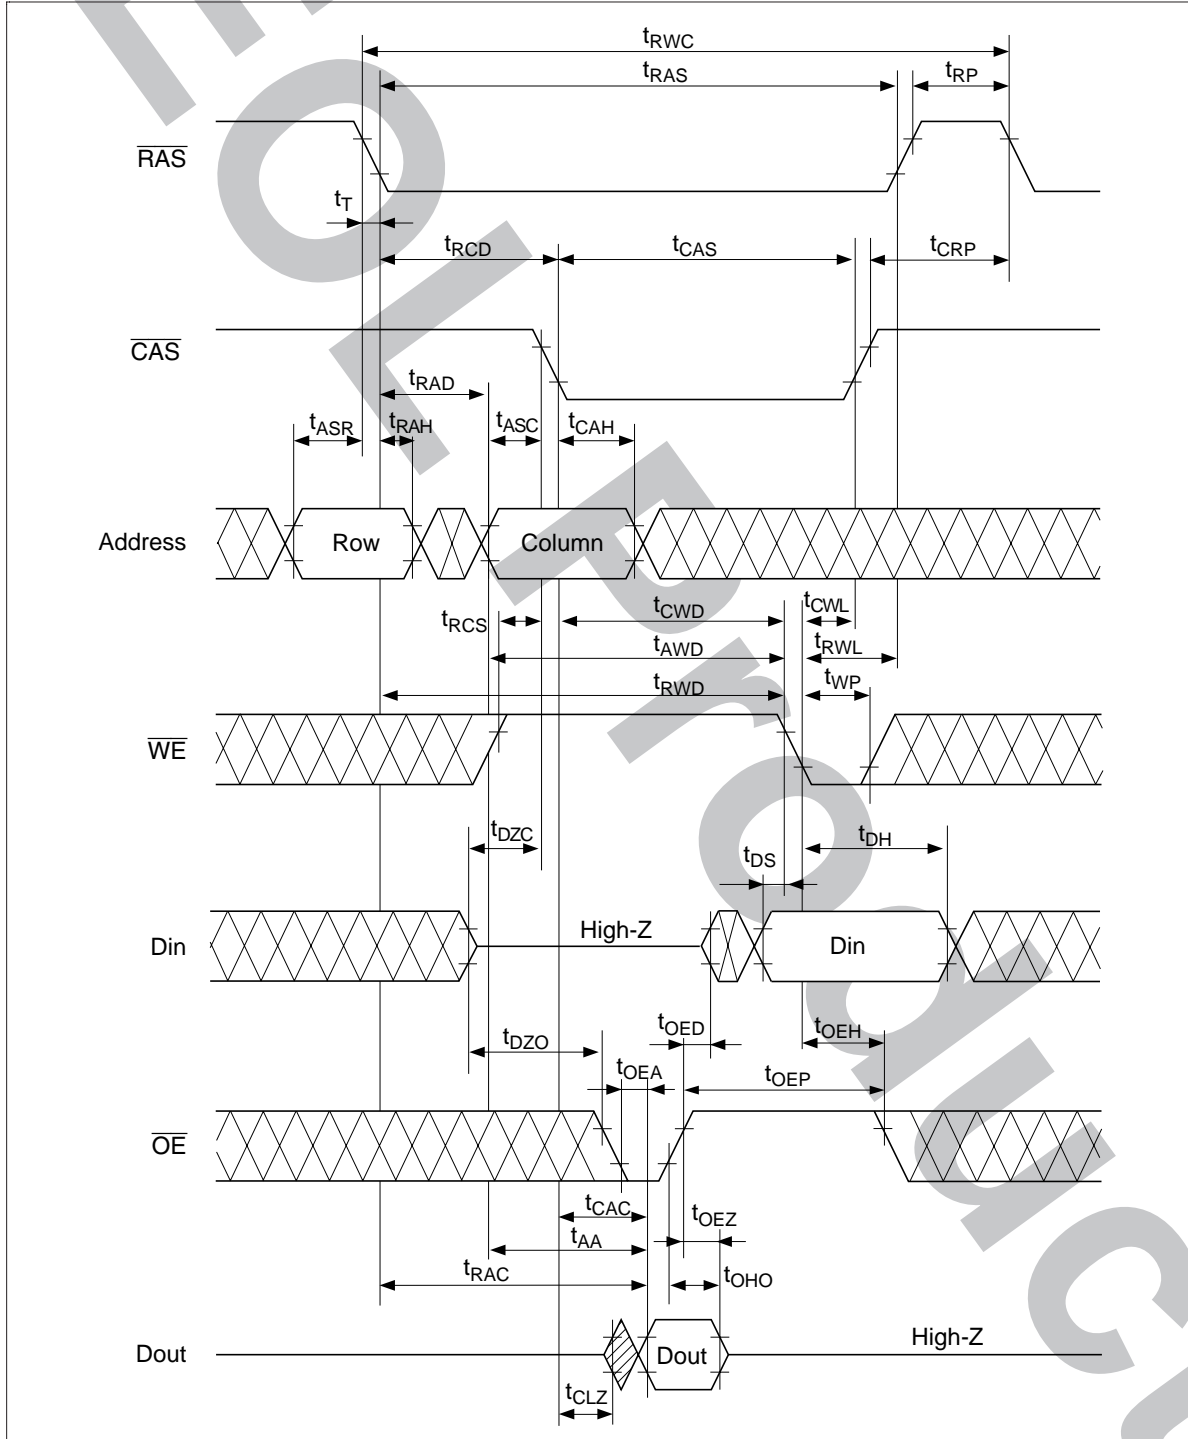 tRWC
tRAS
tRP
RAS
tT
tRCD
tCAS
tCRP
CAS
tRAD
tASR
tRAH
tASC
tCAH
Address
Row
Column
tRCS
tCWD
tCWL
tAWD
tRWL
tRWD
tWP
WE
tDZC
tDS
tDH
Din
High-Z
Din
tDZO
tOED
tOEH
tOEA
tOEP
OE
tCAC
tOEZ
tAA
tRAC
tOHO
Dout
Dout
High-Z
tCLZ
EOL Product